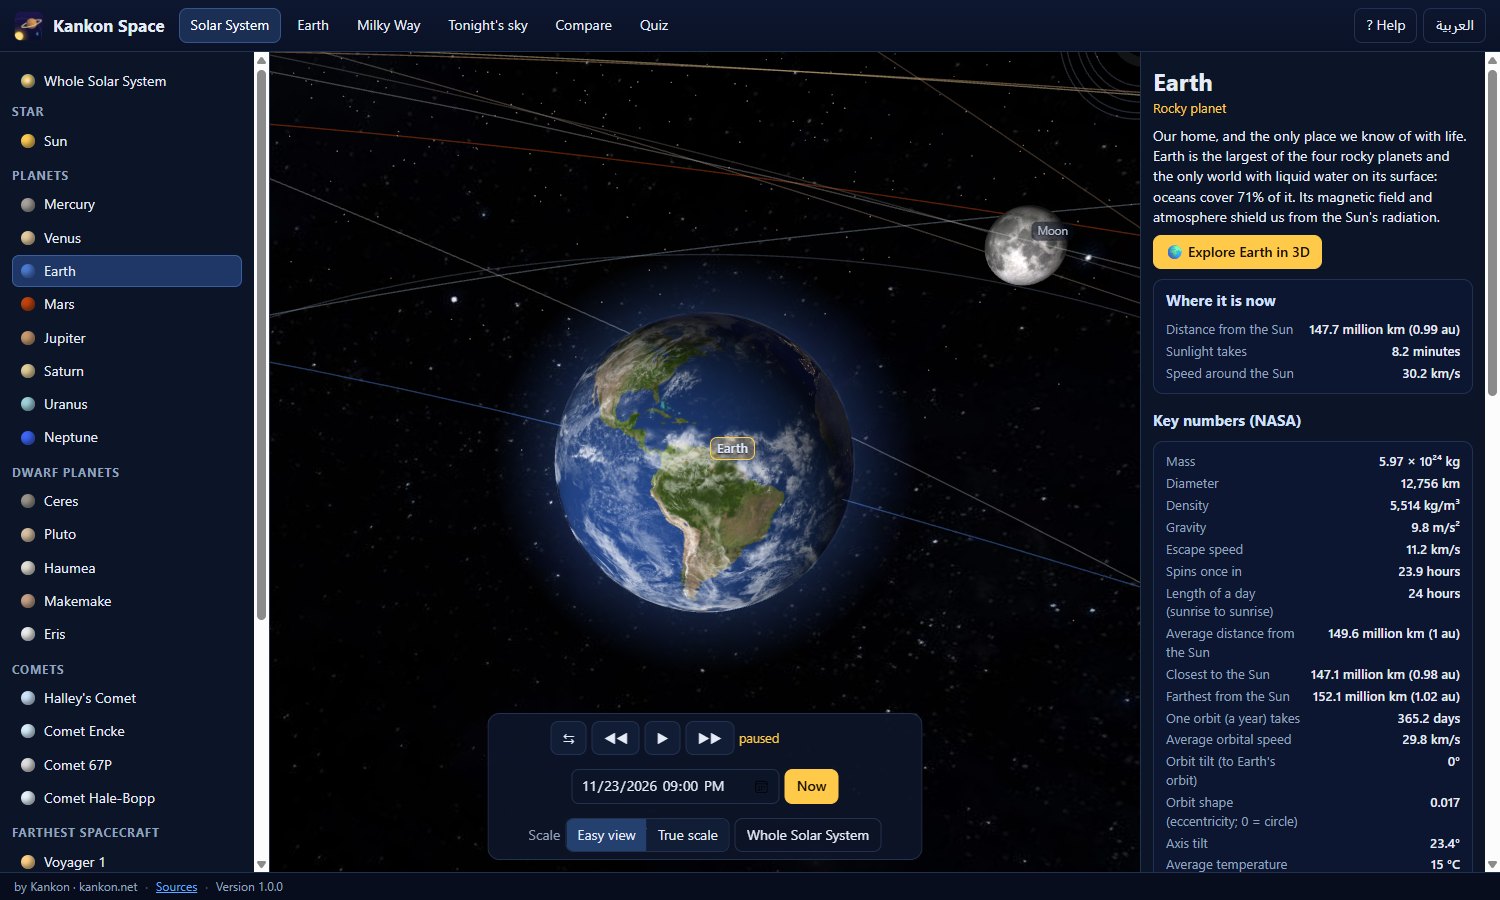 Kankon Space
Solar System
Earth
Milky Way
Tonight's sky
Compare
Quiz
? Help
العربية
Whole Solar System
STAR
Sun
PLANETS
Mercury
Venus
Earth
Mars
Jupiter
Saturn
Uranus
Neptune
DWARF PLANETS
Ceres
Pluto
Haumea
Makemake
Eris
COMETS
Halley's Comet
Comet Encke
Comet 67P
Comet Hale-Bopp
FARTHEST SPACECRAFT
Voyager 1
Moon
Earth
paused
11/23/2026 09:00 PM
Now
Scale
Easy view
True scale
Whole Solar System
Earth
Rocky planet
Our home, and the only place we know of with life.
Earth is the largest of the four rocky planets and
the only world with liquid water on its surface:
oceans cover 71% of it. Its magnetic field and
atmosphere shield us from the Sun's radiation.
Explore Earth in 3D
Where it is now
Distance from the Sun 147.7 million km (0.99 au)
Sunlight takes 8.2 minutes
Speed around the Sun 30.2 km/s
Key numbers (NASA)
Mass 5.97 × 10²⁴ kg
Diameter 12,756 km
Density 5,514 kg/m³
Gravity 9.8 m/s²
Escape speed 11.2 km/s
Spins once in 23.9 hours
Length of a day 24 hours
(sunrise to sunrise)
Average distance from 149.6 million km (1 au)
the Sun
Closest to the Sun 147.1 million km (0.98 au)
Farthest from the Sun 152.1 million km (1.02 au)
One orbit (a year) takes 365.2 days
Average orbital speed 29.8 km/s
Orbit tilt (to Earth's 0°
orbit)
Orbit shape 0.017
(eccentricity; 0 = circle)
Axis tilt 23.4°
Average temperature 15 °C
by Kankon · kankon.net · Sources · Version 1.0.0